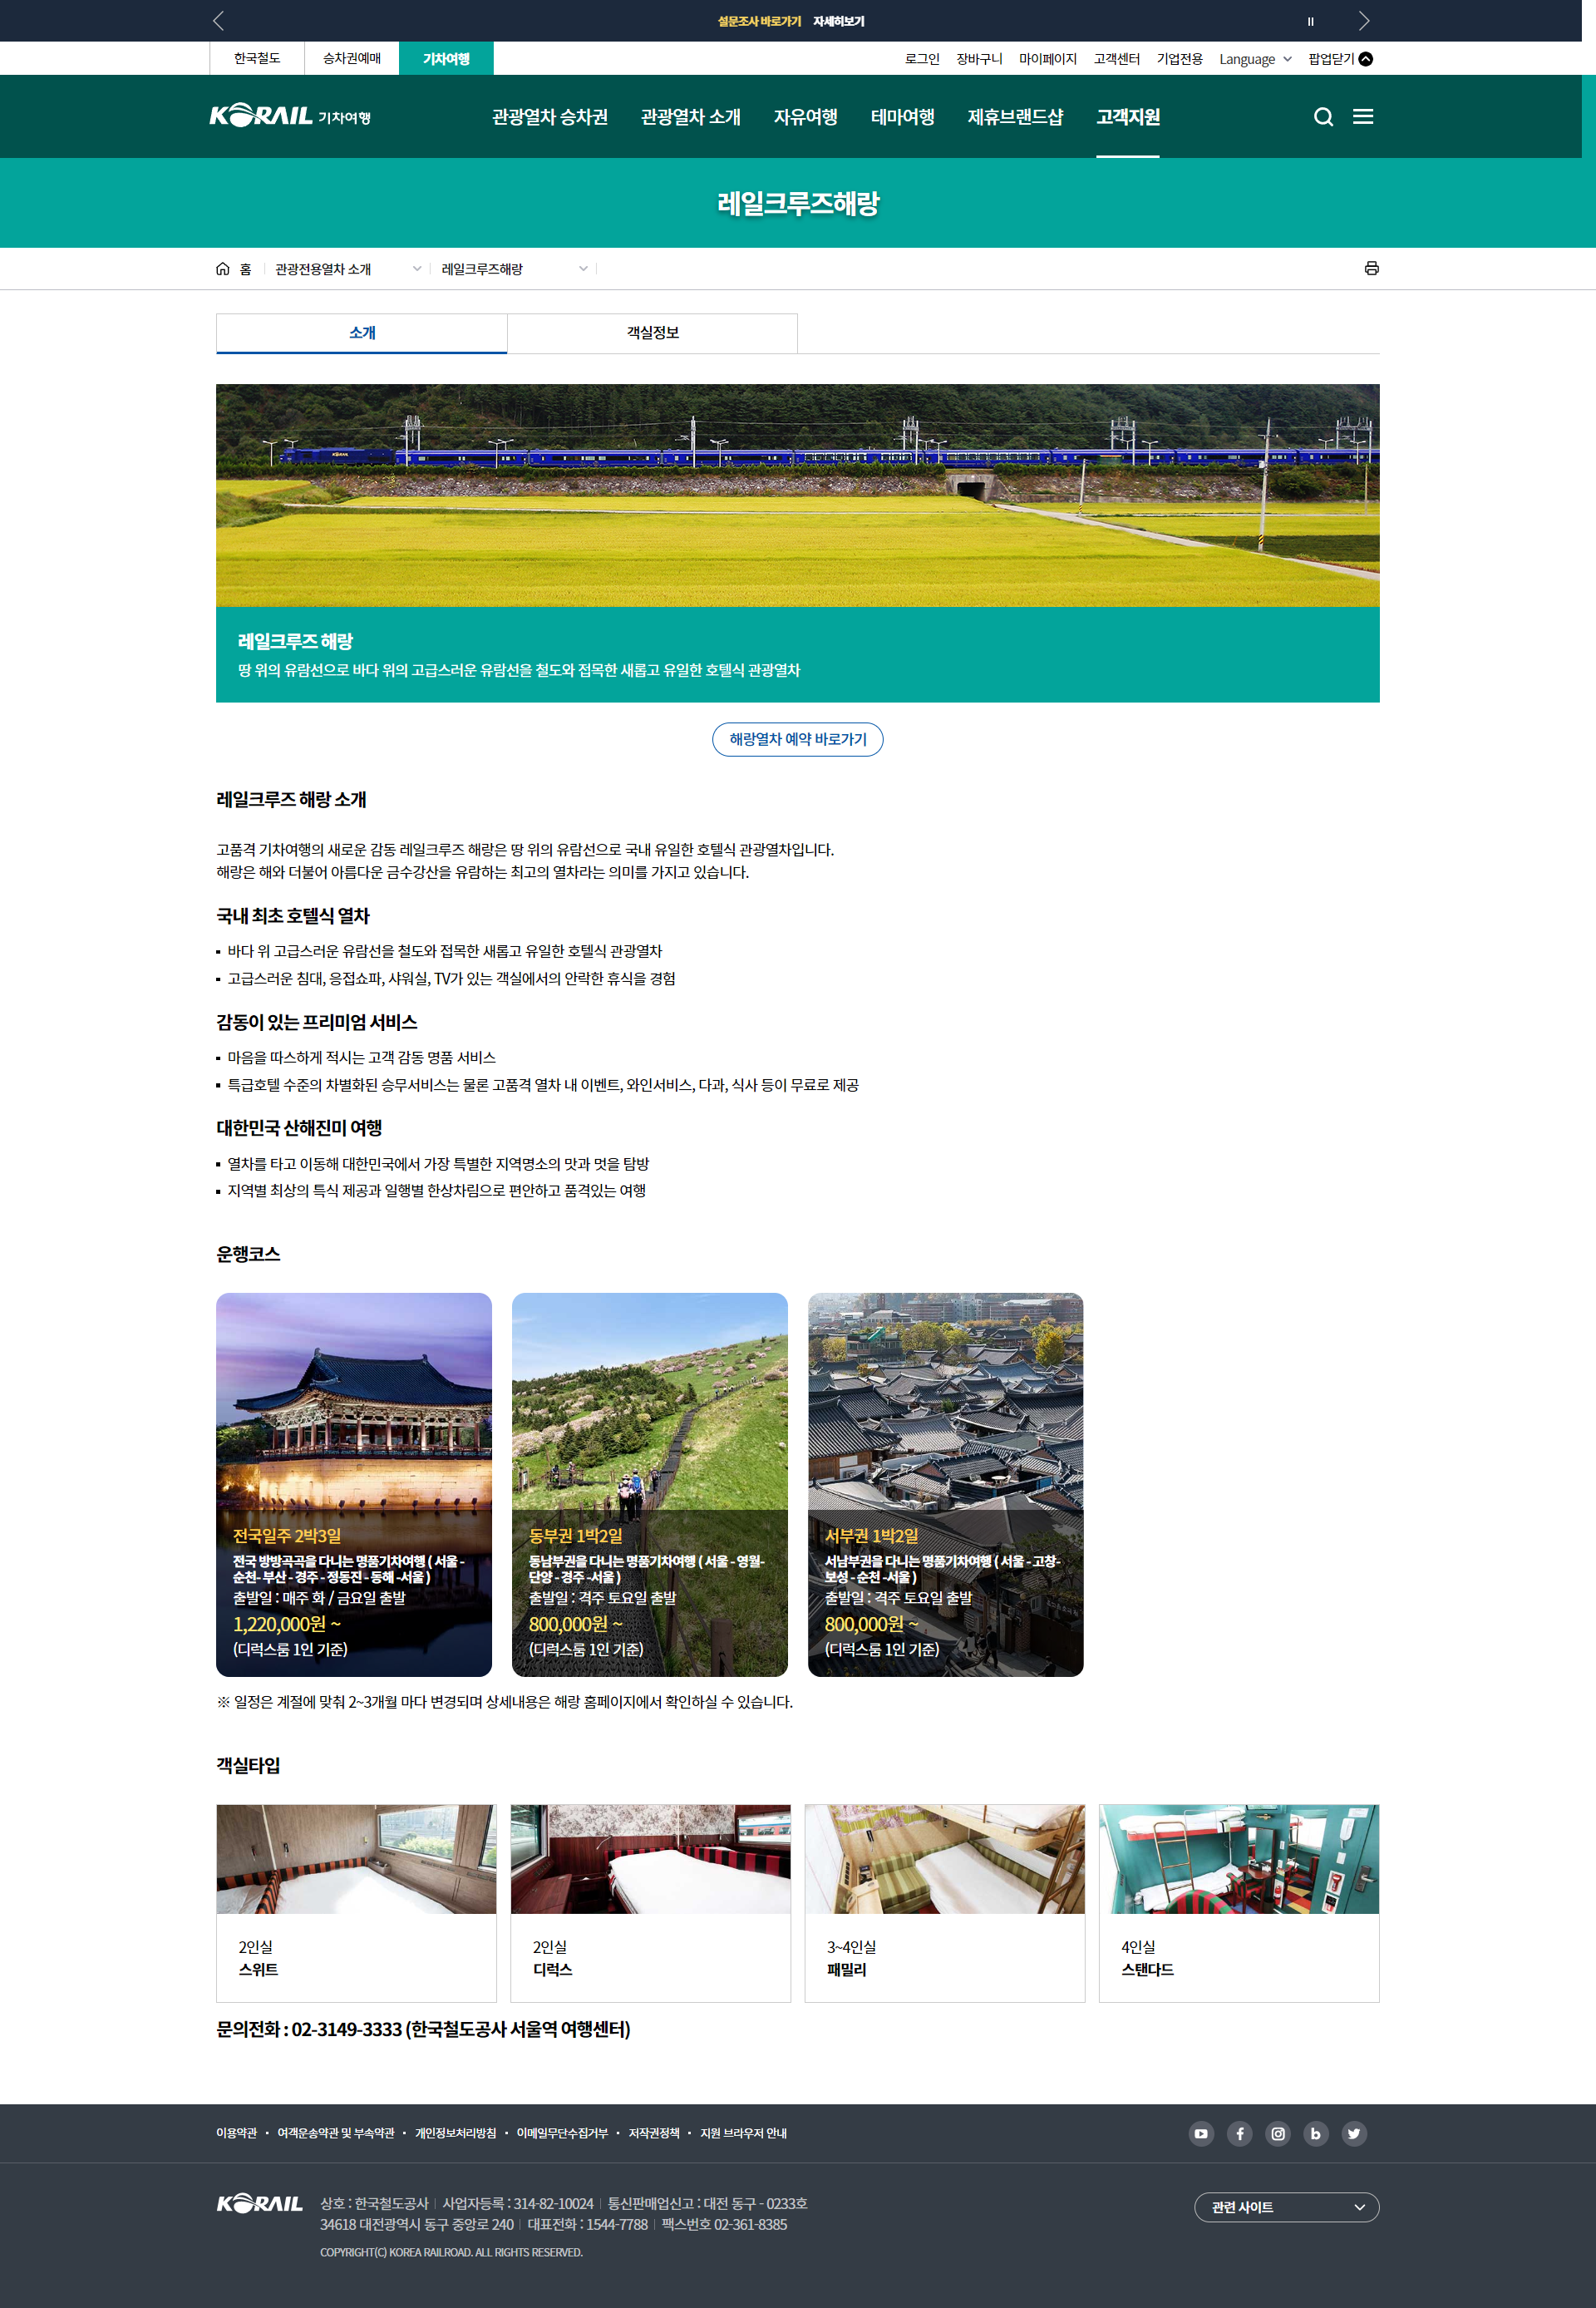 설문조사 바로가기 자세히보기
한국철도 승차권예매 기차여행 로그인 장바구니 마이페이지 고객센터 기업전용 Language 팝업닫기
KORAIL 기차여행 관광열차 승차권 관광열차 소개 자유여행 테마여행 제휴브랜드샵 고객지원
레일크루즈해랑
홈 관광전용열차 소개 레일크루즈해랑
소개 객실정보
KORAIL
레일크루즈 해랑
땅 위의 유람선으로 바다 위의 고급스러운 유람선을 철도와 접목한 새롭고 유일한 호텔식 관광열차
해랑열차 예약 바로가기
레일크루즈 해랑 소개
고품격 기차여행의 새로운 감동 레일크루즈 해랑은 땅 위의 유람선으로 국내 유일한 호텔식 관광열차입니다.
해랑은 해와 더불어 아름다운 금수강산을 유람하는 최고의 열차라는 의미를 가지고 있습니다.
국내 최초 호텔식 열차
바다 위 고급스러운 유람선을 철도와 접목한 새롭고 유일한 호텔식 관광열차
고급스러운 침대, 응접쇼파, 샤워실, TV가 있는 객실에서의 안락한 휴식을 경험
감동이 있는 프리미엄 서비스
마음을 따스하게 적시는 고객 감동 명품 서비스
특급호텔 수준의 차별화된 승무서비스는 물론 고품격 열차 내 이벤트, 와인서비스, 다과, 식사 등이 무료로 제공
대한민국 산해진미 여행
열차를 타고 이동해 대한민국에서 가장 특별한 지역명소의 맛과 멋을 탐방
지역별 최상의 특식 제공과 일행별 한상차림으로 편안하고 품격있는 여행
운행코스
전국일주 2박3일
전국 방방곡곡을 다니는 명품기차여행 ( 서울 -
순천- 부산 - 경주 - 정동진 - 동해 -서울 )
출발일 : 매주 화 / 금요일 출발
1,220,000원 ~
(디럭스룸 1인 기준)
동부권 1박2일
동남부권을 다니는 명품기차여행 ( 서울 - 영월-
단양 - 경주 -서울 )
출발일 : 격주 토요일 출발
800,000원 ~
(디럭스룸 1인 기준)
서부권 1박2일
서남부권을 다니는 명품기차여행 ( 서울 - 고창-
보성 - 순천 -서울 )
출발일 : 격주 토요일 출발
800,000원 ~
(디럭스룸 1인 기준)
※ 일정은 계절에 맞춰 2~3개월 마다 변경되며 상세내용은 해랑 홈페이지에서 확인하실 수 있습니다.
객실타입
2인실
스위트
2인실
디럭스
3~4인실
패밀리
4인실
스탠다드
문의전화 : 02-3149-3333 (한국철도공사 서울역 여행센터)
이용약관 · 여객운송약관 및 부속약관 · 개인정보처리방침 · 이메일무단수집거부 · 저작권정책 · 지원 브라우저 안내
KORAIL
상호 : 한국철도공사 | 사업자등록 : 314-82-10024 | 통신판매업신고 : 대전 동구 - 0233호
34618 대전광역시 동구 중앙로 240 | 대표전화 : 1544-7788 | 팩스번호 02-361-8385
COPYRIGHT(C) KOREA RAILROAD. ALL RIGHTS RESERVED.
관련 사이트